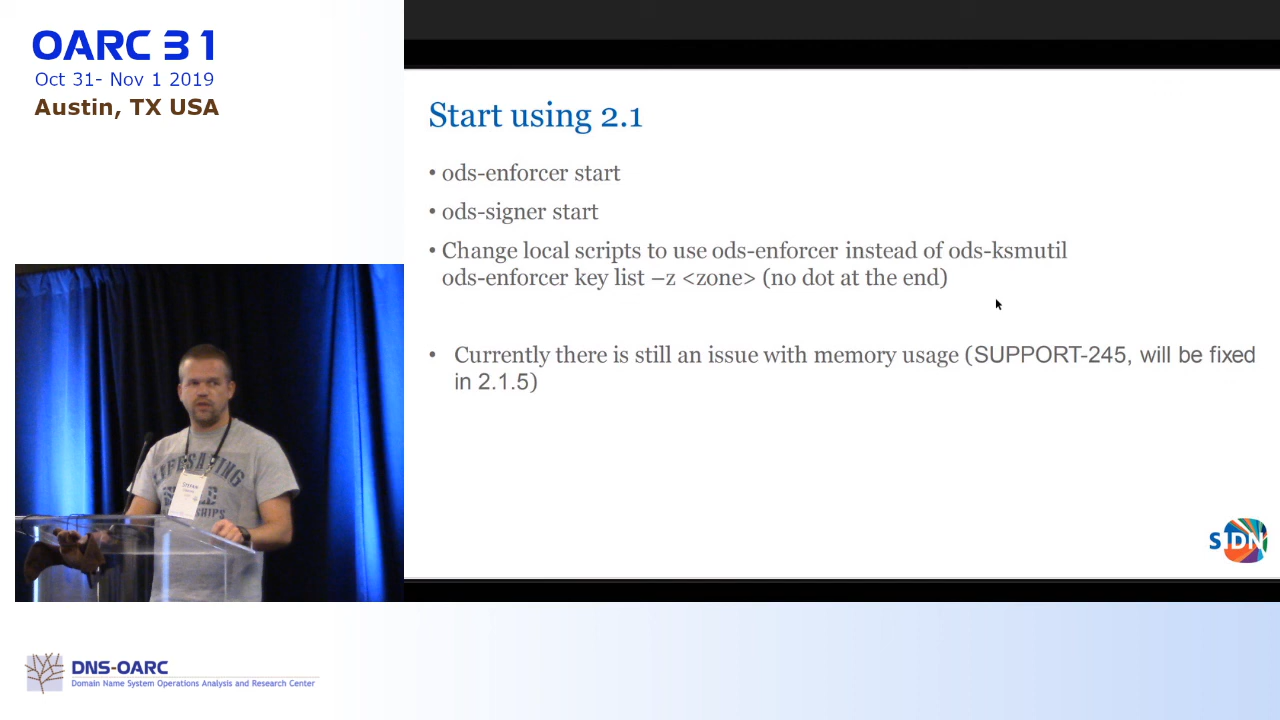 OARC 31
Oct 31- Nov 1 2019
Austin, TX USA
Start using 2.1
• ods-enforcer start
• ods-signer start
• Change local scripts to use ods-enforcer instead of ods-ksmutil
ods-enforcer key list –z <zone> (no dot at the end)
• Currently there is still an issue with memory usage (SUPPORT-245, will be fixed
in 2.1.5)
SIDN
LIFESAVING
DNS-OARC
Domain Name System Operations Analysis and Research Center